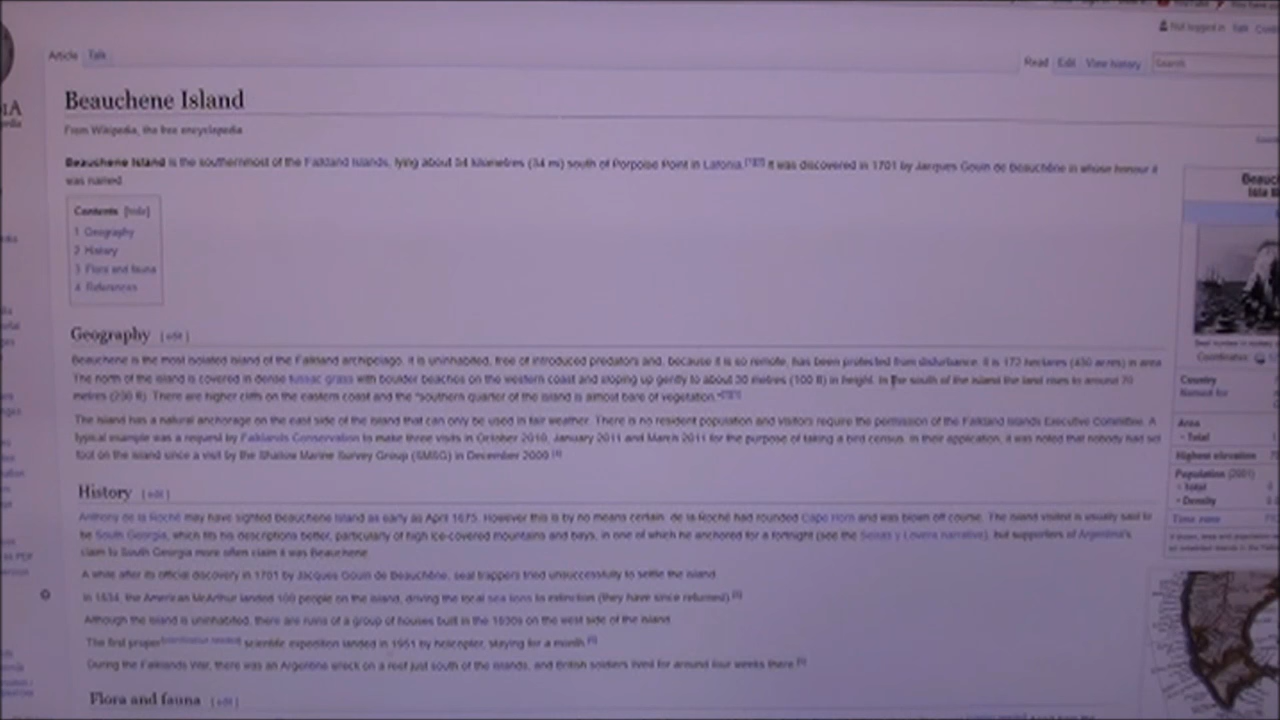 Not logged in Talk
Article Talk
Read Edit View history Search
Beauchene Island
From Wikipedia, the free encyclopedia
Beauchene Island is the southernmost of the Falkland Islands, lying about 54 kilometres (34 mi) south of Porpoise Point in Lafonia. It was discovered in 1701 by Jacques Gouin de Beauchêne in whose honour it
was named.
Contents [hide]
1 Geography
2 History
3 Flora and fauna
4 References
Geography [edit]
Beauchene is the most isolated island of the Falkland archipelago. It is uninhabited, free of introduced predators and, because it is so remote, has been protected from disturbance. It is 172 hectares (430 acres) in area
The north of the island is covered in dense tussac grass with boulder beaches on the western coast and sloping up gently to about 30 metres (100 ft) in height. In the south of the island the land rises to around 70
metres (230 ft). There are higher cliffs on the eastern coast and the "southern quarter of the island is almost bare of vegetation."
The island has a natural anchorage on the east side of the island that can only be used in fair weather. There is no resident population and visitors require the permission of the Falkland Islands Executive Committee. A
typical example was a request by Falklands Conservation to make three visits in October 2010, January 2011 and March 2011 for the purpose of taking a bird census. In their application, it was noted that nobody had set
foot on the island since a visit by the Shallow Marine Survey Group (SMSG) in December 2009
History [edit]
Anthony de la Roché may have sighted Beauchene Island as early as April 1675. However this is by no means certain, de la Roché had rounded Cape Horn and was blown off course. The island visited is usually said to
be South Georgia, which fits his descriptions better, particularly of high ice-covered mountains and bays, in one of which he anchored for a fortnight (see the Seixas y Lovera narrative), but supporters of Argentina's
claim to South Georgia more often claim it was Beauchene.
A while after its official discovery in 1701 by Jacques Gouin de Beauchêne, seal trappers tried unsuccessfully to settle the island.
In 1834, the American McArthur landed 100 people on the island, driving the local sea lions to extinction (they have since returned).
Although the island is uninhabited, there are ruins of a group of houses built in the 1830s on the west side of the island.
The first proper scientific expedition landed in 1951 by helicopter, staying for a month.
During the Falklands War, there was an Argentine wreck on a reef just south of the islands, and British soldiers lived for around four weeks there.
Flora and fauna [edit]
Country
Named for
Area
- Total
Highest elevation
Population (2001)
- Total
- Density
Time zone